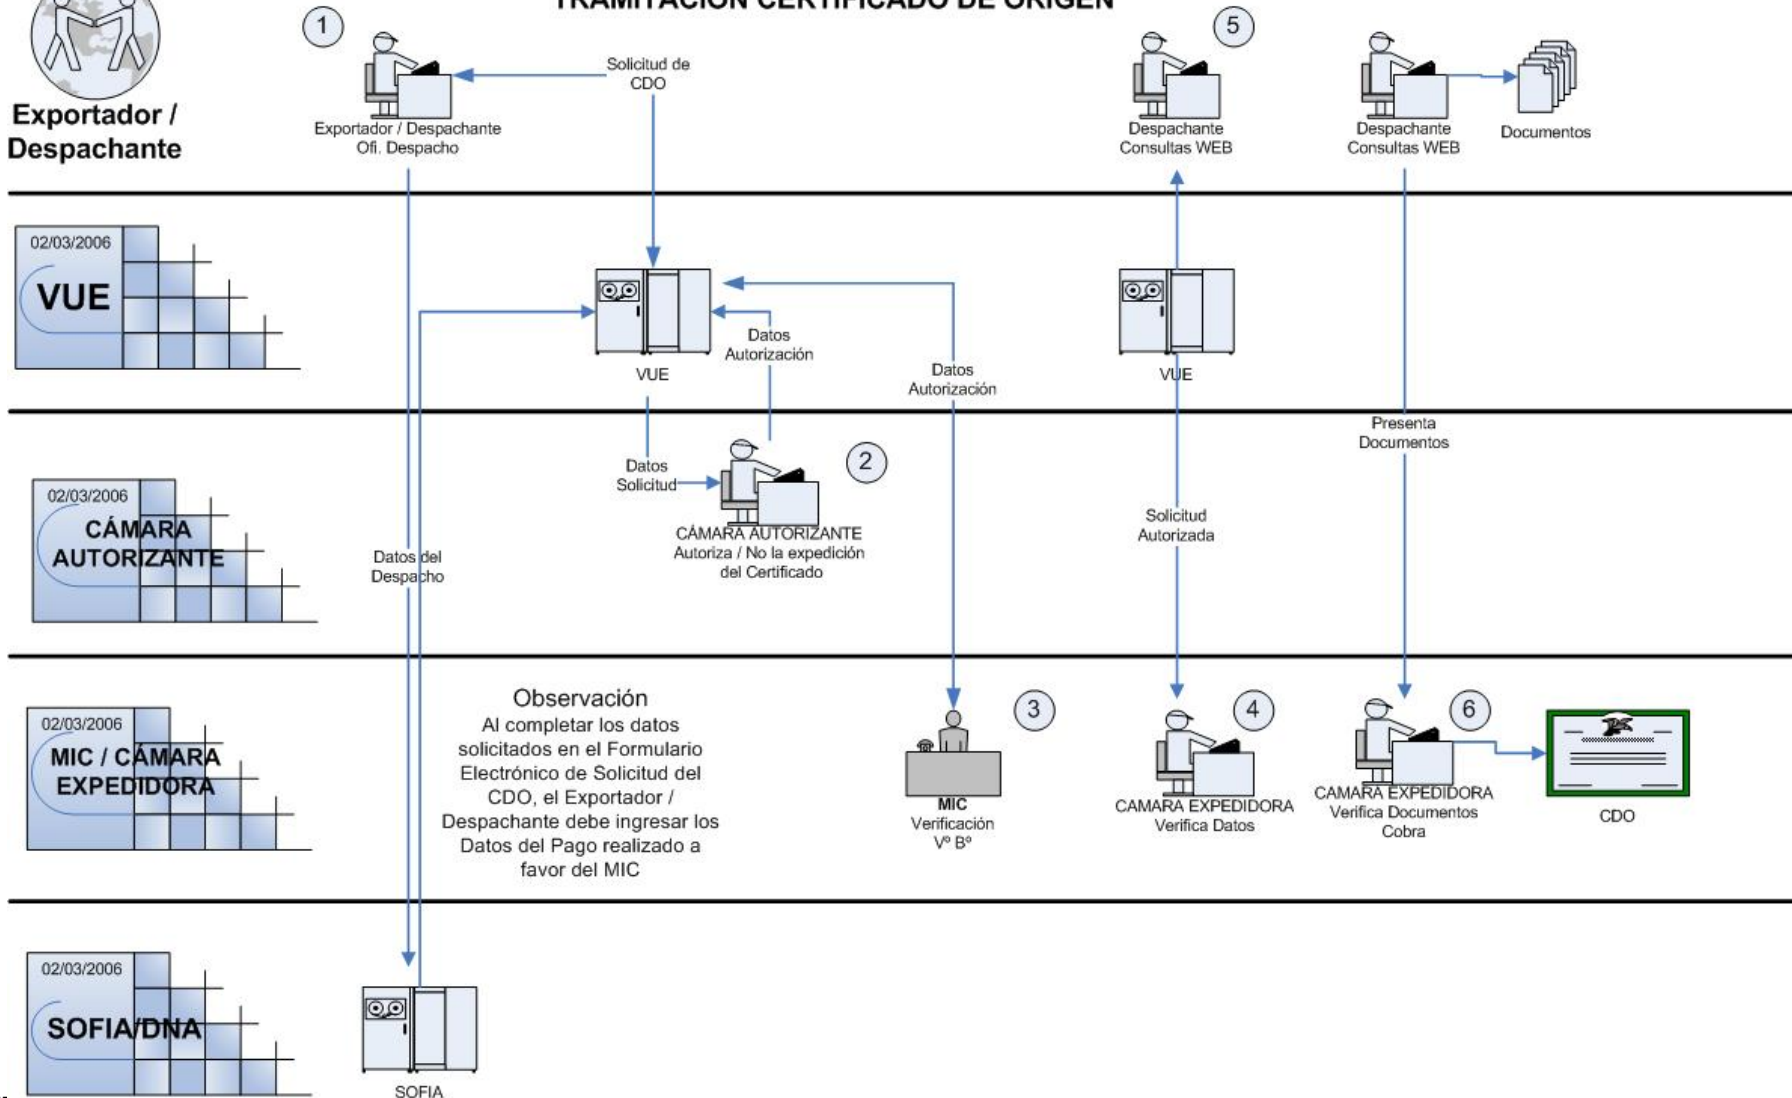 TRAMITACIÓN CERTIFICADO DE ORIGEN
Exportador /
Despachante
1
Exportador / Despachante
Ofi. Despacho
Solicitud de
CDO
5
Despachante
Consultas WEB
Despachante
Consultas WEB
Documentos
02/03/2006
VUE
VUE
Datos
Autorización
Datos
Autorización
VUE
Presenta
Documentos
02/03/2006
CÁMARA
AUTORIZANTE
Datos del
Despacho
Datos
Solicitud
2
CÁMARA AUTORIZANTE
Autoriza / No la expedición
del Certificado
Solicitud
Autorizada
02/03/2006
MIC / CÁMARA
EXPEDIDORA
Observación
Al completar los datos
solicitados en el Formulario
Electrónico de Solicitud del
CDO, el Exportador /
Despachante debe ingresar los
Datos del Pago realizado a
favor del MIC
3
MIC
Verificación
Vº Bº
4
CAMARA EXPEDIDORA
Verifica Datos
6
CAMARA EXPEDIDORA
Verifica Documentos
Cobra
CDO
02/03/2006
SOFIA/DNA
SOFIA